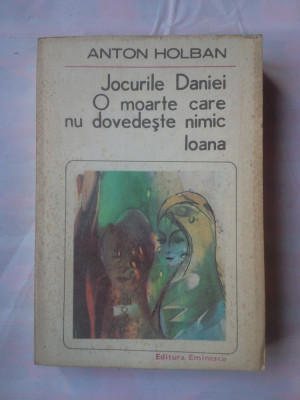 ANTON HOLBAN
Jocurile Daniei
O moarte care
nu dovedește nimic
Ioana
Editura Eminescu